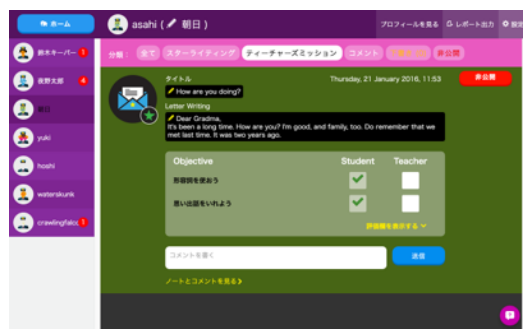 ホーム
asahi ( 朝日 )
プロフィールを見る
レポート出力
鈴木キーパー 1
夜野太郎 4
朝日
yuki
hoshi
waterskunk
crawlingfalcc 1
分類：
全て
スターライティング
ティーチャーズミッション
コメント
非公開
タイトル
Thursday, 21 January 2016, 11:53
非公開
How are you doing?
Letter Writing
Dear Gradma,
It's been a long time. How are you? I'm good, and family, too. Do remember that we
met last time. It was two years ago.
Objective Student Teacher
形容詞を使おう
思い出話をいれよう
評価欄を表示する
コメントを書く
送信
ノートとコメントを見る